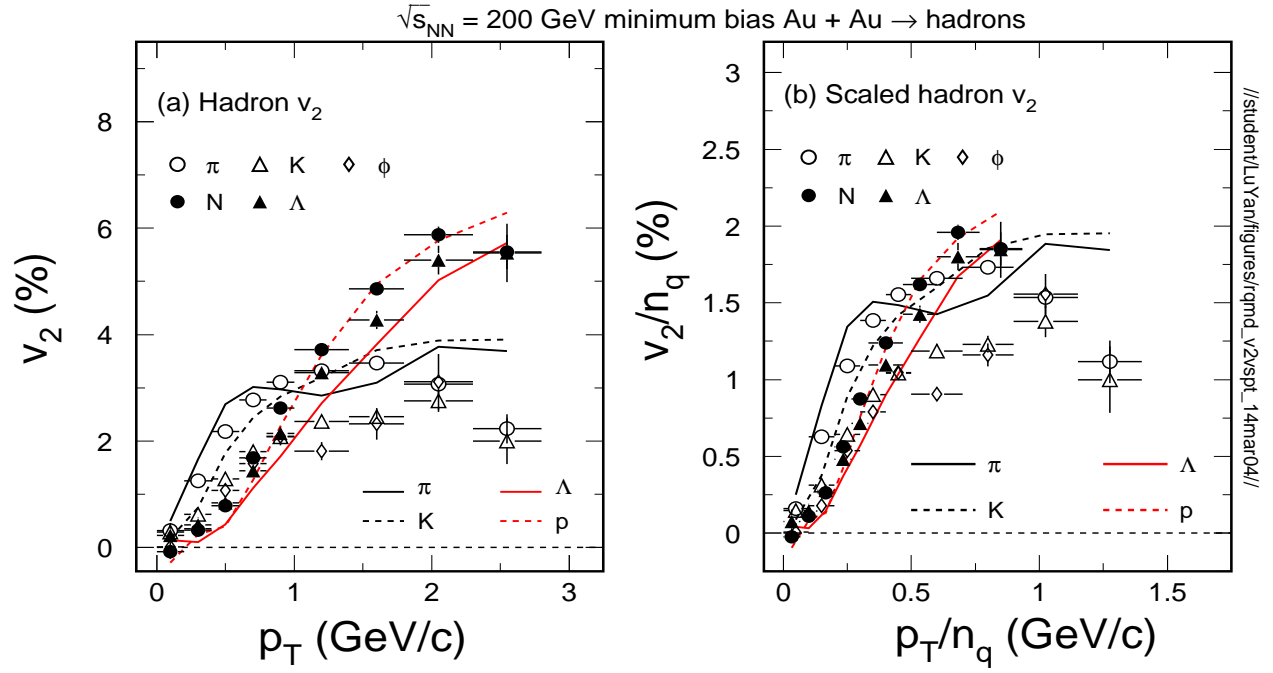 √s_NN = 200 GeV minimum bias Au + Au → hadrons
(a) Hadron v_2
π K φ
N Λ
π Λ
K p
8
6
4
2
0
0 1 2 3
v_2 (%)
p_T (GeV/c)
(b) Scaled hadron v_2
π K φ
N Λ
π Λ
K p
3
2.5
2
1.5
1
0.5
0
0 0.5 1 1.5
v_2/n_q (%)
p_T/n_q (GeV/c)
//student/LuYan/figures/rqmd_v2vspt_14mar04//